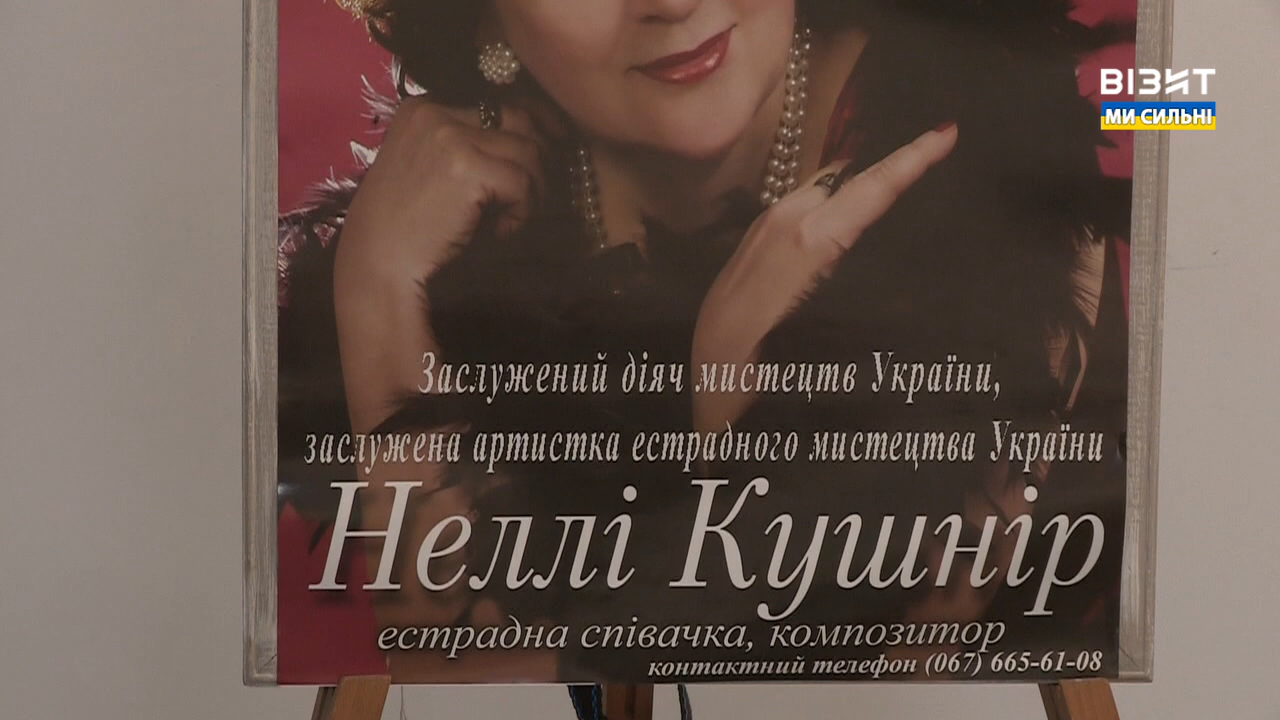 ВІЗИТ
МИ СИЛЬНІ
Заслужений діяч мистецтв України,
заслужена артистка естрадного мистецтва України
Неллі Кушнір
естрадна співачка, композитор
контактний телефон (067) 665-61-08